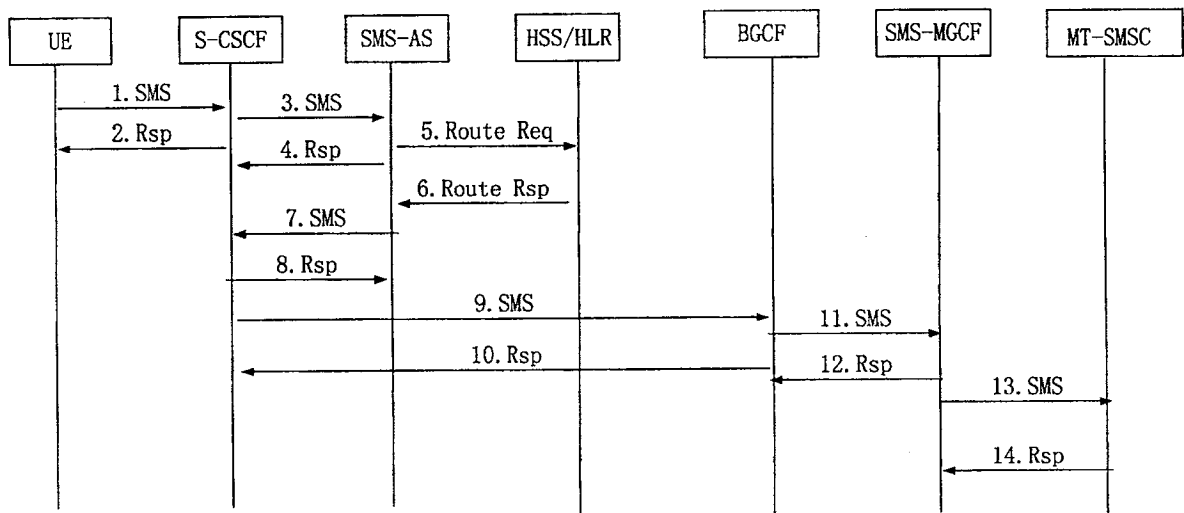 UE
S-CSCF
SMS-AS
HSS/HLR
BGCF
SMS-MGCF
MT-SMSC
1. SMS
2. Rsp
3. SMS
4. Rsp
5. Route Req
6. Route Rsp
7. SMS
8. Rsp
9. SMS
10. Rsp
11. SMS
12. Rsp
13. SMS
14. Rsp